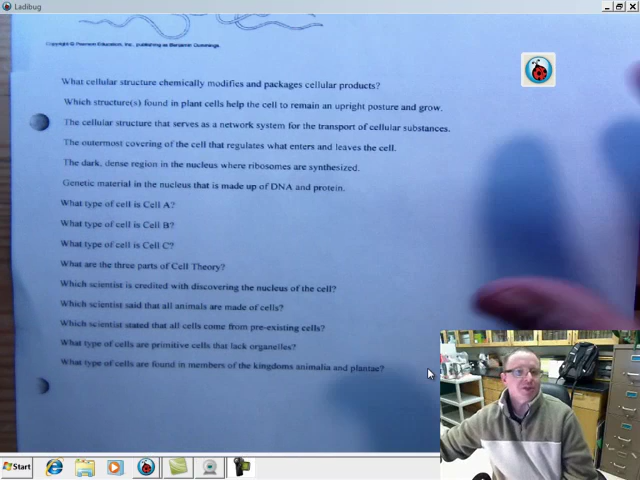 Ladibug
Copyright © Pearson Education, Inc., publishing as Benjamin Cummings.
What cellular structure chemically modifies and packages cellular products?
Which structure(s) found in plant cells help the cell to remain an upright posture and grow.
The cellular structure that serves as a network system for the transport of cellular substances.
The outermost covering of the cell that regulates what enters and leaves the cell.
The dark, dense region in the nucleus where ribosomes are synthesized.
Genetic material in the nucleus that is made up of DNA and protein.
What type of cell is Cell A?
What type of cell is Cell B?
What type of cell is Cell C?
What are the three parts of Cell Theory?
Which scientist is credited with discovering the nucleus of the cell?
Which scientist said that all animals are made of cells?
Which scientist stated that all cells come from pre-existing cells?
What type of cells are primitive cells that lack organelles?
What type of cells are found in members of the kingdoms animalia and plantae?
Start